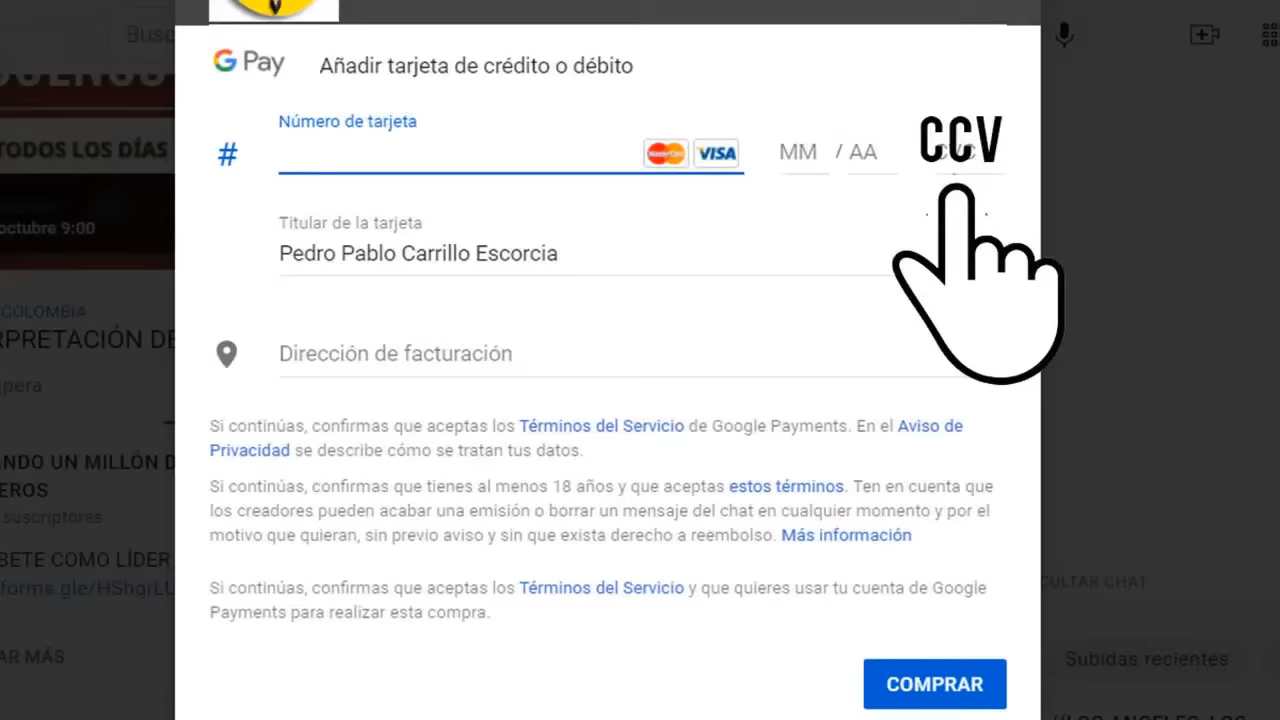 Busc
TODOS LOS DÍAS
octubre 9:00
COLOMBIA
RPRETACIÓN DE
pera
NDO UN MILLÓN D
EROS
suscriptores
BETE COMO LÍDER
forms.gle/HShqiLU
AR MÁS
G Pay
Añadir tarjeta de crédito o débito
Número de tarjeta
#
MasterCard VISA
MM / AA
CCV
Titular de la tarjeta
Pedro Pablo Carrillo Escorcia
Dirección de facturación
Si continúas, confirmas que aceptas los Términos del Servicio de Google Payments. En el Aviso de
Privacidad se describe cómo se tratan tus datos.
Si continúas, confirmas que tienes al menos 18 años y que aceptas estos términos. Ten en cuenta que
los creadores pueden acabar una emisión o borrar un mensaje del chat en cualquier momento y por el
motivo que quieran, sin previo aviso y sin que exista derecho a reembolso. Más información
Si continúas, confirmas que aceptas los Términos del Servicio y que quieres usar tu cuenta de Google
Payments para realizar esta compra.
COMPRAR
CULTAR CHAT
Subidas recientes